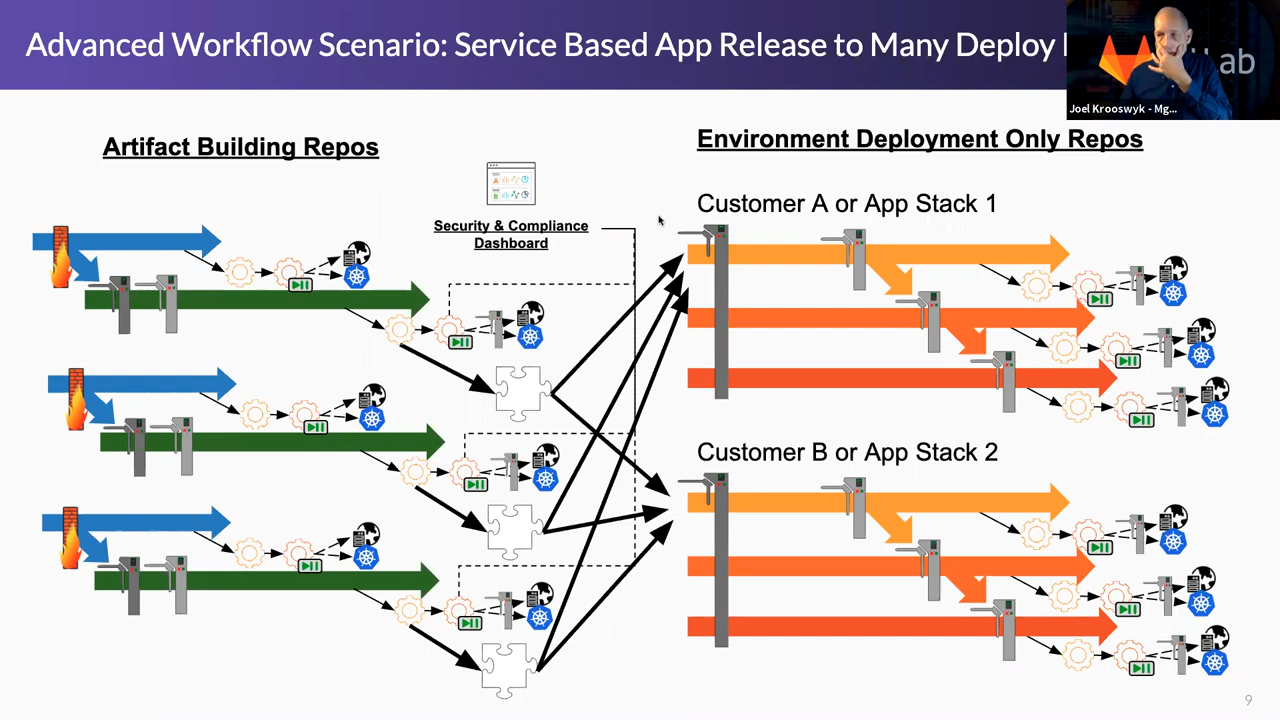 Advanced Workflow Scenario: Service Based App Release to Many Deploy
ab
Joel Krooswyk - Mg...
Artifact Building Repos
Environment Deployment Only Repos
Security & Compliance
Dashboard
Customer A or App Stack 1
Customer B or App Stack 2
A
B
9